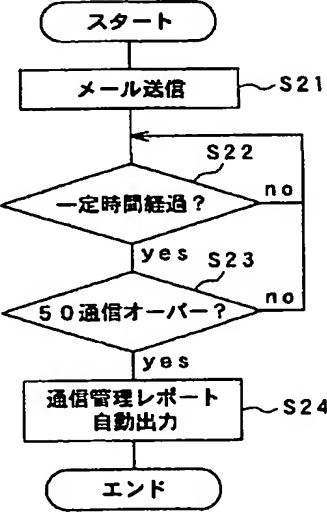 スタート
メール送信
S21
S22
一定時間経過?
no
yes
S23
50通信オーバー?
no
yes
通信管理レポート
自動出力
S24
エンド